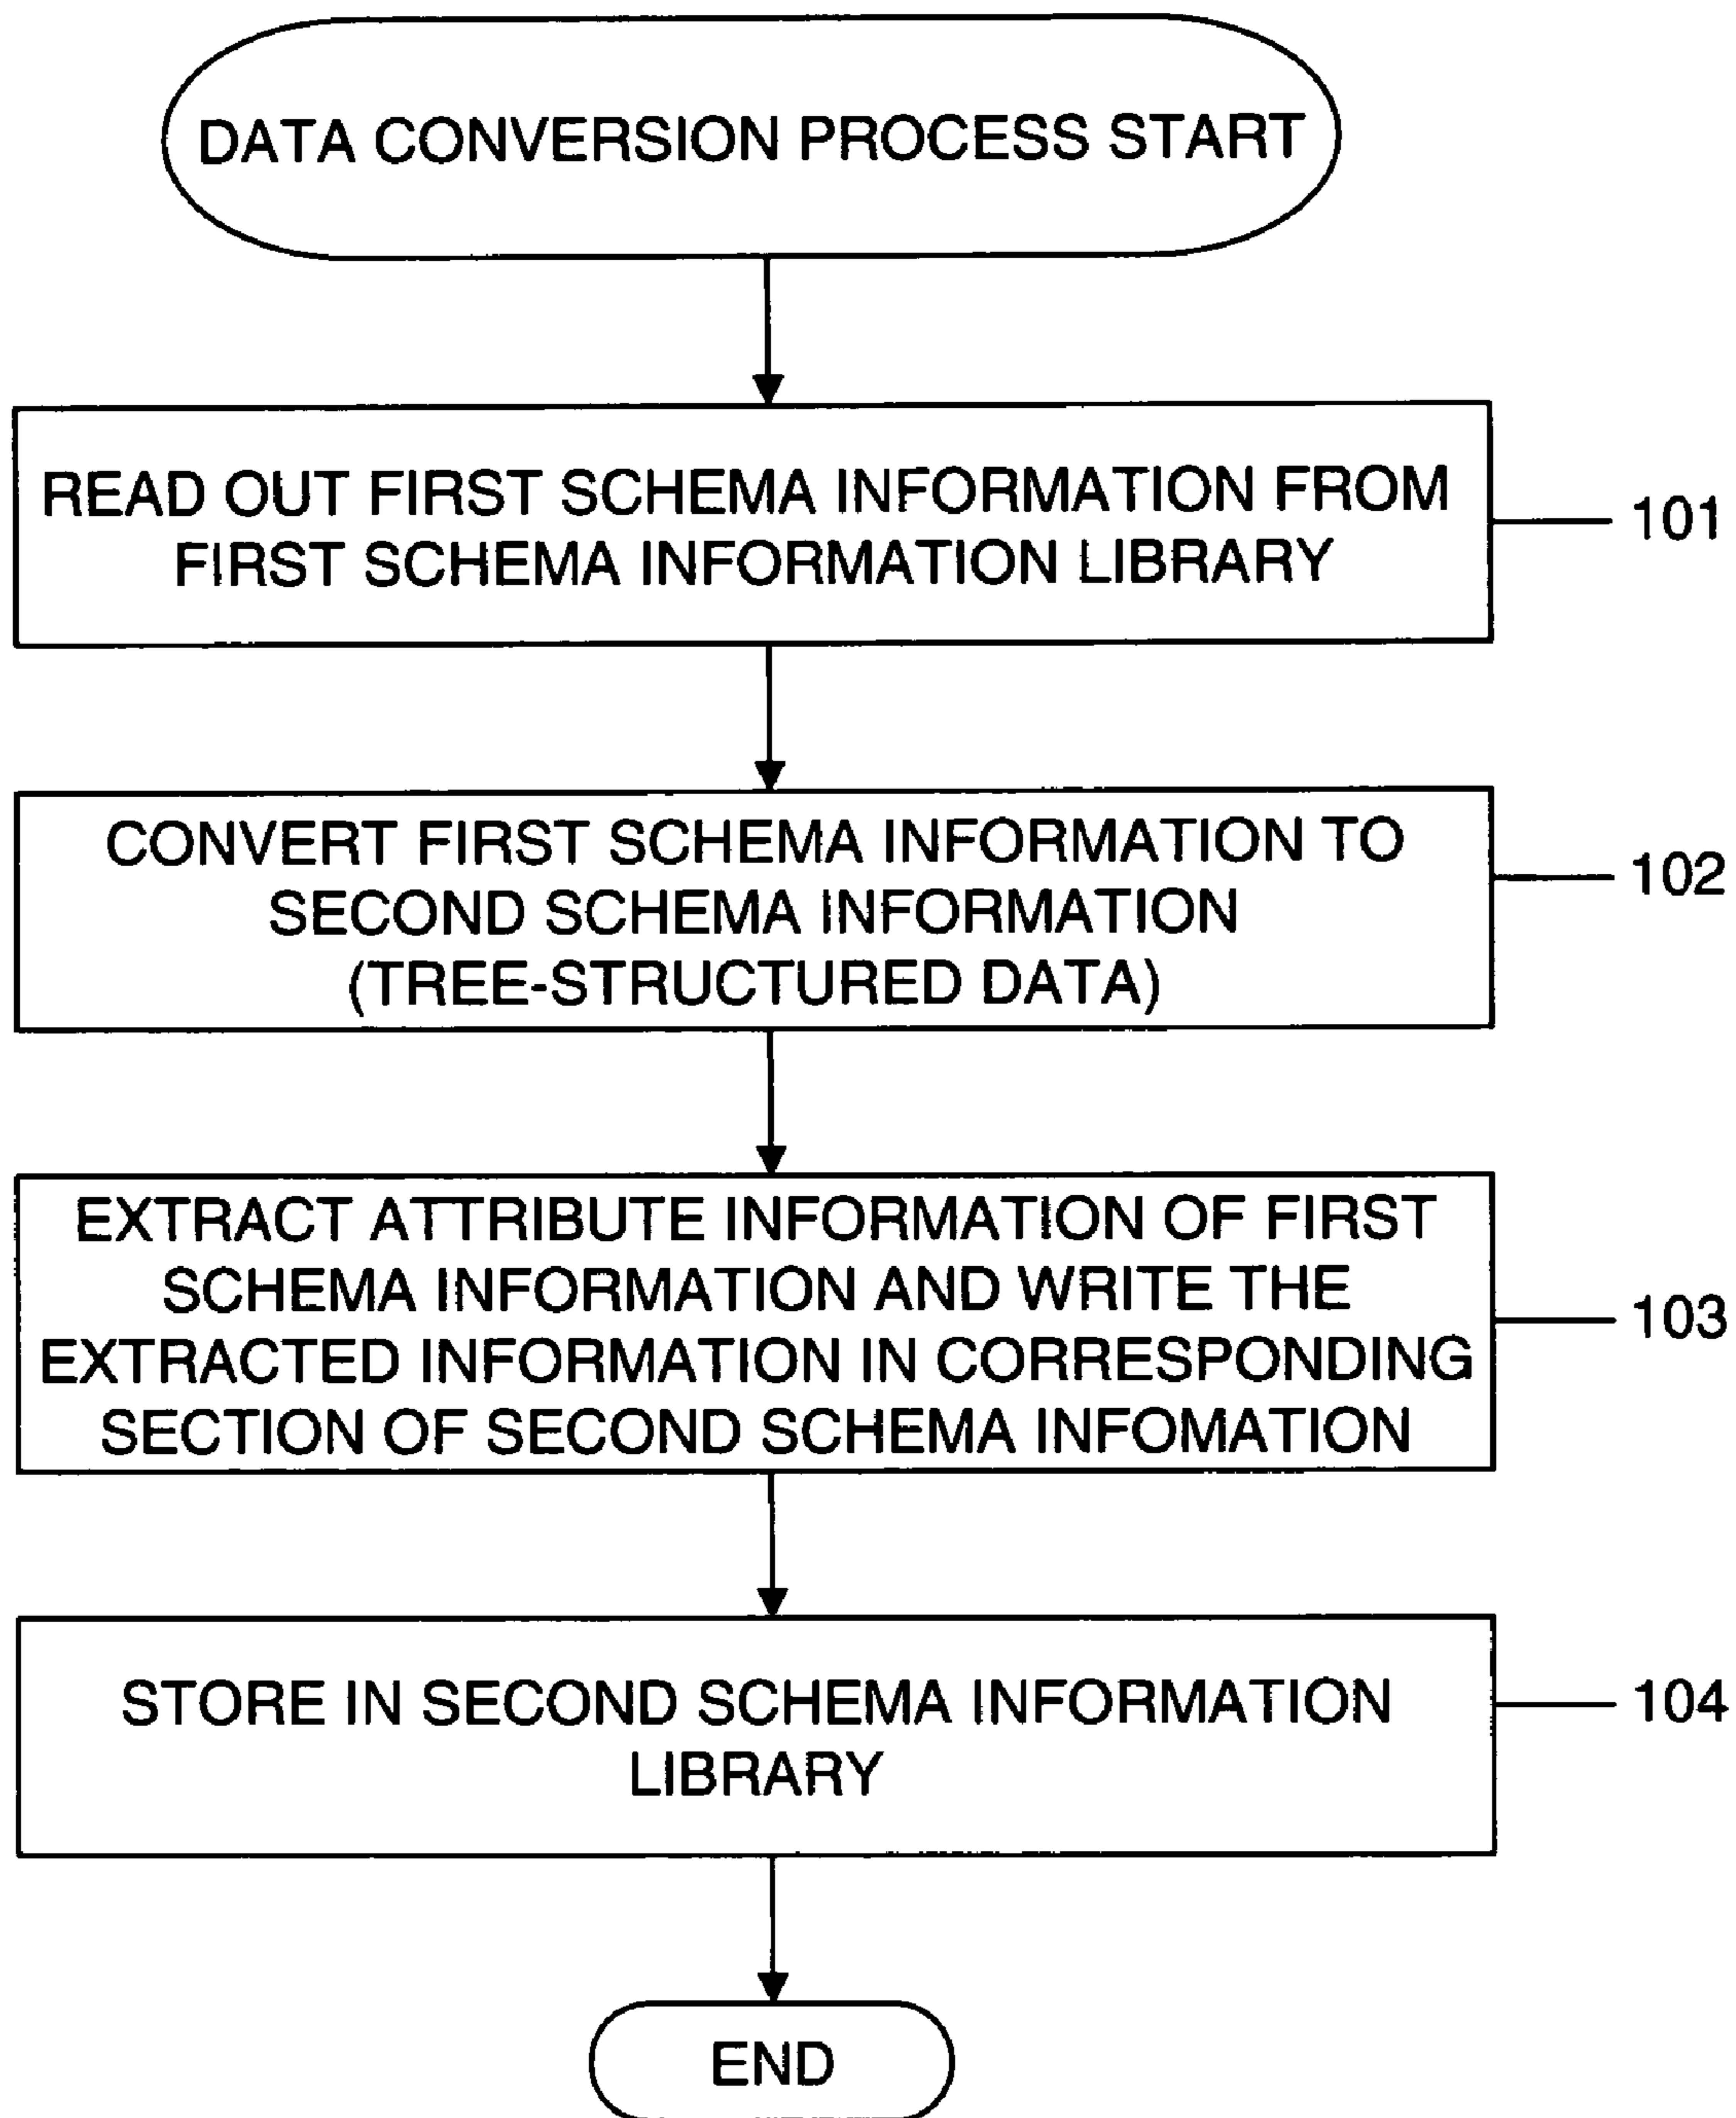 DATA CONVERSION PROCESS START
READ OUT FIRST SCHEMA INFORMATION FROM
FIRST SCHEMA INFORMATION LIBRARY
101
CONVERT FIRST SCHEMA INFORMATION TO
SECOND SCHEMA INFORMATION
(TREE-STRUCTURED DATA)
102
EXTRACT ATTRIBUTE INFORMATION OF FIRST
SCHEMA INFORMATION AND WRITE THE
EXTRACTED INFORMATION IN CORRESPONDING
SECTION OF SECOND SCHEMA INFOMATION
103
STORE IN SECOND SCHEMA INFORMATION
LIBRARY
104
END